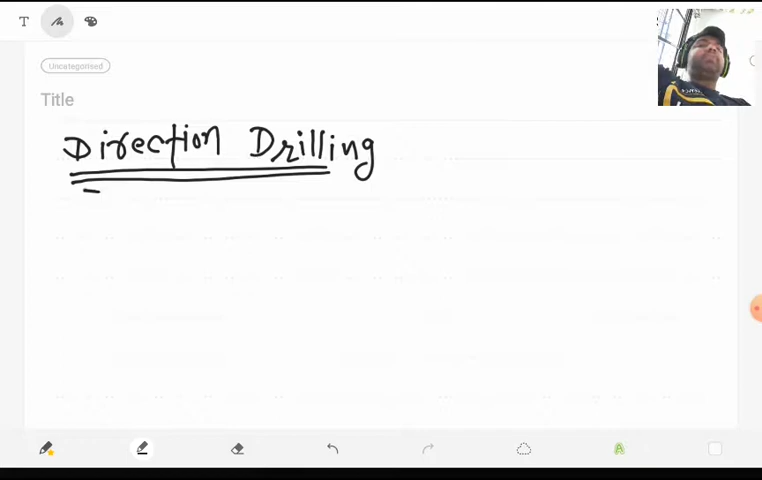 T
Uncategorised
Title
Direction Drilling
A